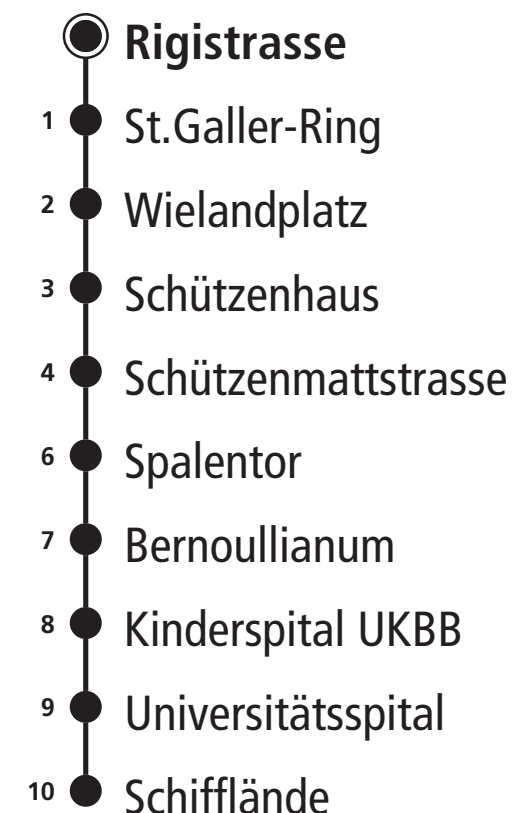 Rigistrasse
1 St.Galler-Ring
2 Wielandplatz
3 Schützenhaus
4 Schützenmattstrasse
6 Spalentor
7 Bernoullianum
8 Kinderspital UKBB
9 Universitätsspital
10 Schifflände